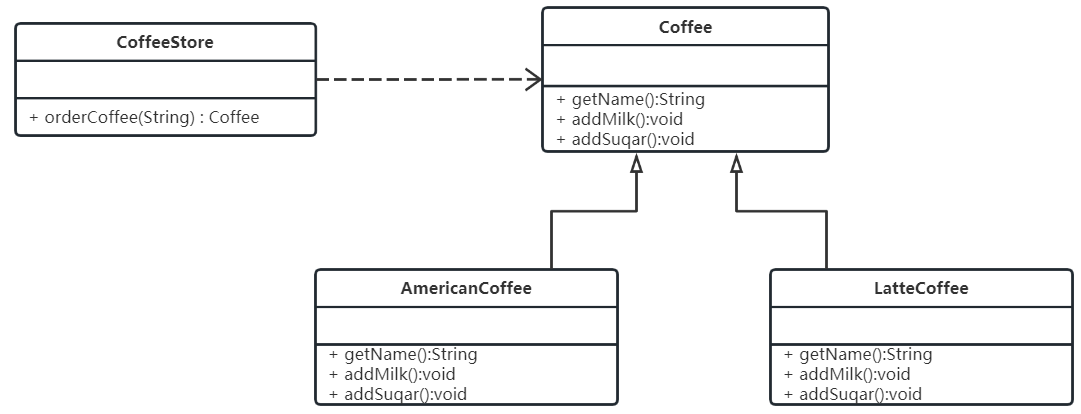 CoffeeStore
+ orderCoffee(String) : Coffee
Coffee
+ getName():String
+ addMilk():void
+ addSuqar():void
AmericanCoffee
+ getName():String
+ addMilk():void
+ addSuqar():void
LatteCoffee
+ getName():String
+ addMilk():void
+ addSuqar():void